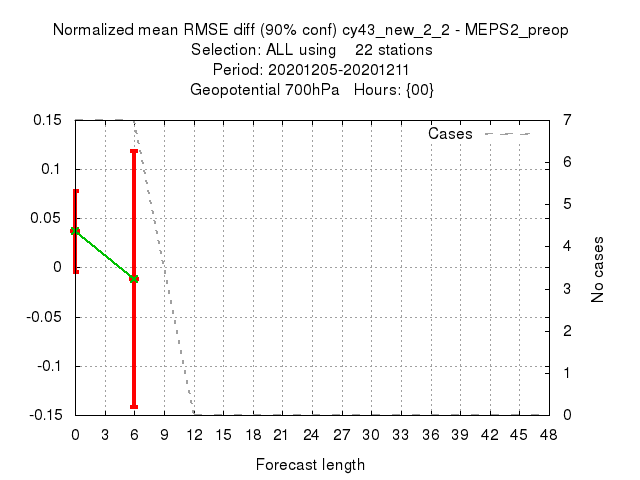 Normalized mean RMSE diff (90% conf) cy43_new_2_2 - MEPS2_preop
Selection: ALL using 22 stations
Period: 20201205-20201211
Geopotential 700hPa Hours: {00}
Cases
0.15
0.1
0.05
0
-0.05
-0.1
-0.15
7
6
5
4
3
2
1
0
No cases
0 3 6 9 12 15 18 21 24 27 30 33 36 39 42 45 48
Forecast length